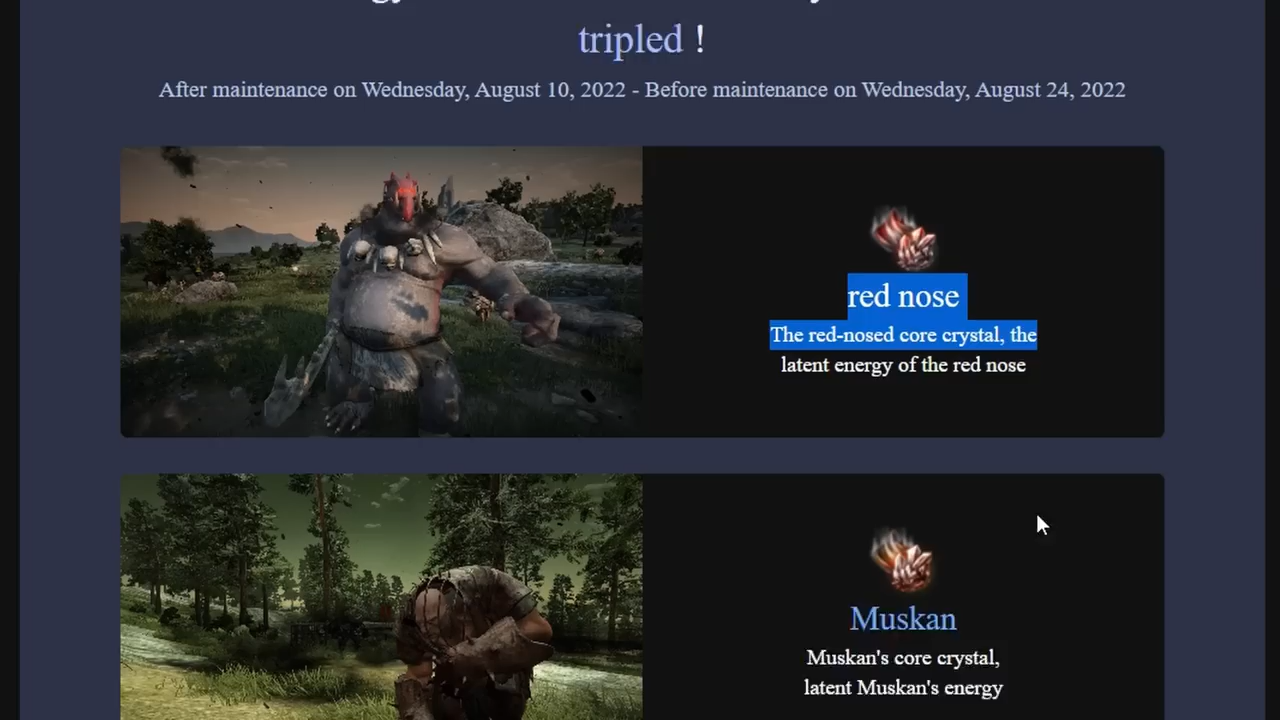 tripled !
After maintenance on Wednesday, August 10, 2022 - Before maintenance on Wednesday, August 24, 2022
red nose
The red-nosed core crystal, the
latent energy of the red nose
Muskan
Muskan's core crystal,
latent Muskan's energy